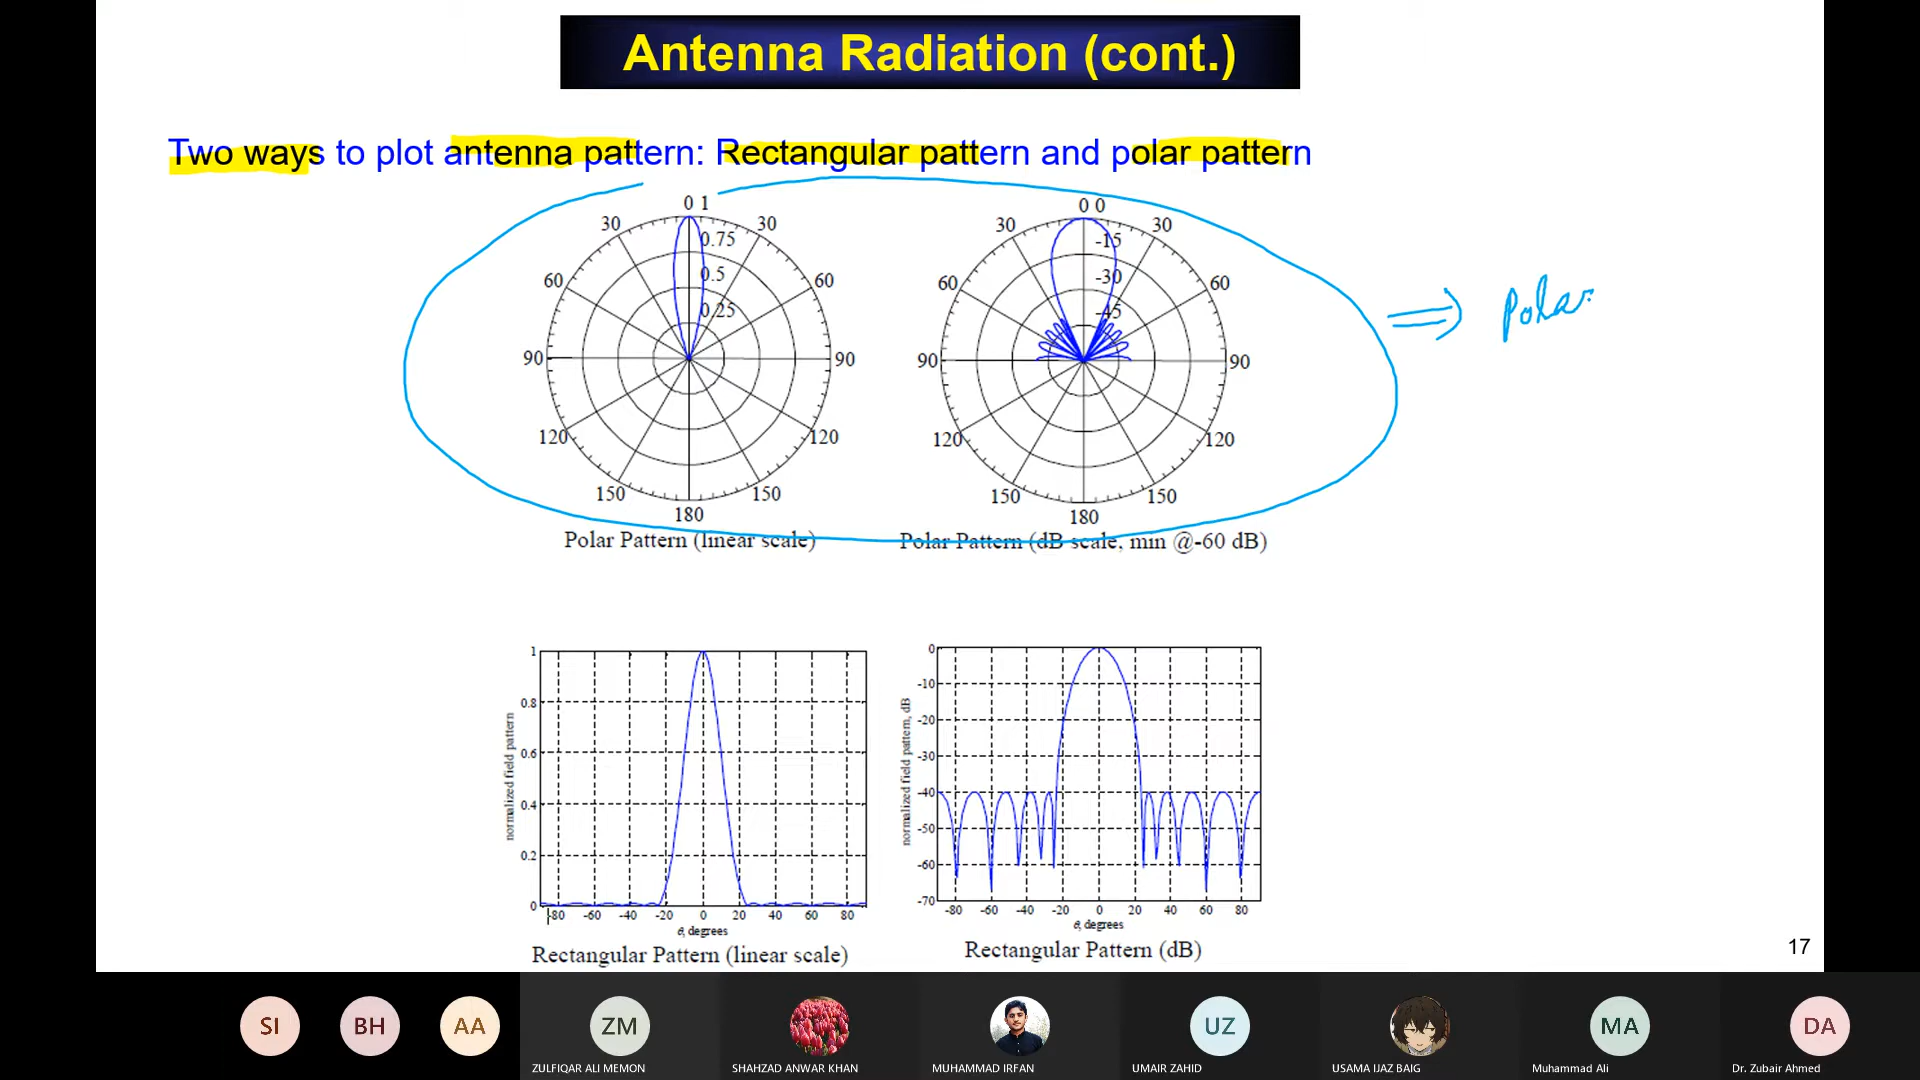 Antenna Radiation (cont.)
Two ways to plot antenna pattern: Rectangular pattern and polar pattern
0 1
30 30
0.75
60 0.5 60
0.25
90 90
120 120
150 150
180
Polar Pattern (linear scale)
0 0
30 30
-15
60 -30 60
-45
90 90
120 120
150 150
180
Polar Pattern (dB scale, min @-60 dB)
Polar
normalized field pattern
1
0.8
0.6
0.4
0.2
0
-80 -60 -40 -20 0 20 40 60 80
θ, degrees
Rectangular Pattern (linear scale)
normalized field pattern, dB
0
-10
-20
-30
-40
-50
-60
-70
-80 -60 -40 -20 0 20 40 60 80
θ, degrees
Rectangular Pattern (dB)
17
SI BH AA ZM UZ MA DA
ZULFIQAR ALI MEMON SHAHZAD ANWAR KHAN MUHAMMAD IRFAN UMAIR ZAHID USAMA IJAZ BAIG Muhammad Ali Dr. Zubair Ahmed